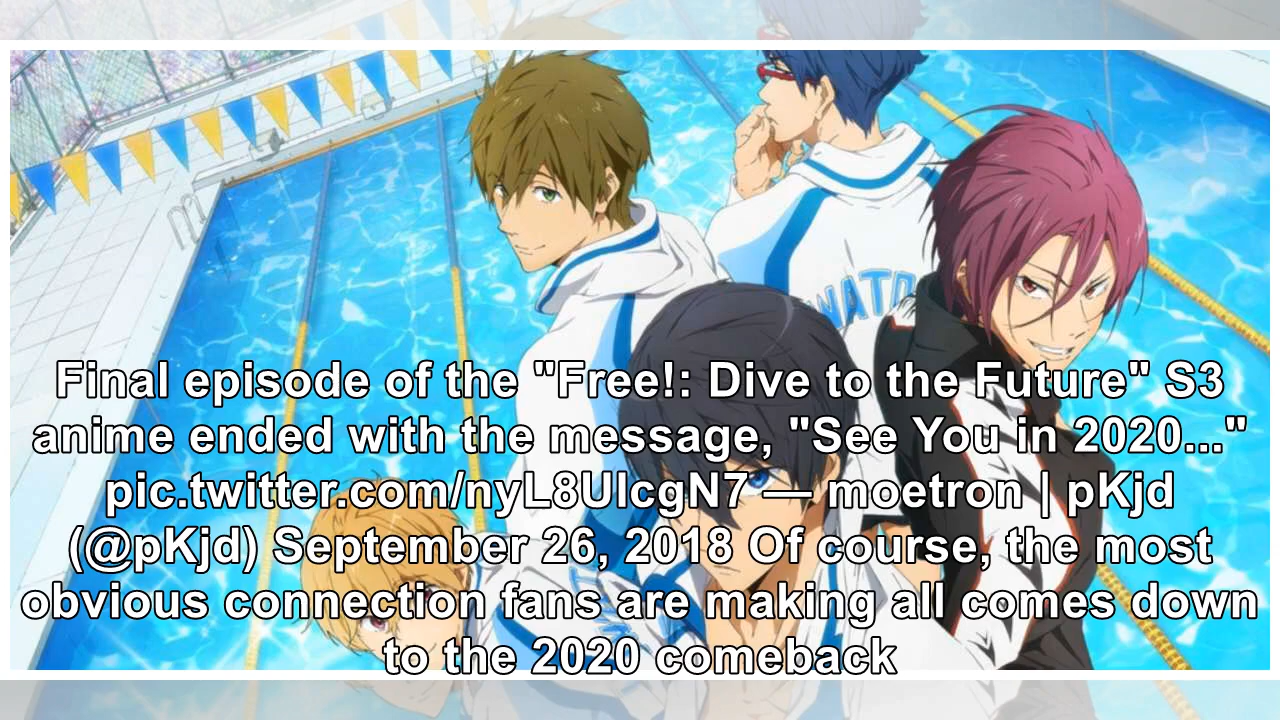 WATO
Final episode of the "Free!: Dive to the Future" S3
anime ended with the message, "See You in 2020..."
pic.twitter.com/nyL8UIcgN7 — moetron | pKjd
(@pKjd) September 26, 2018 Of course, the most
obvious connection fans are making all comes down
to the 2020 comeback